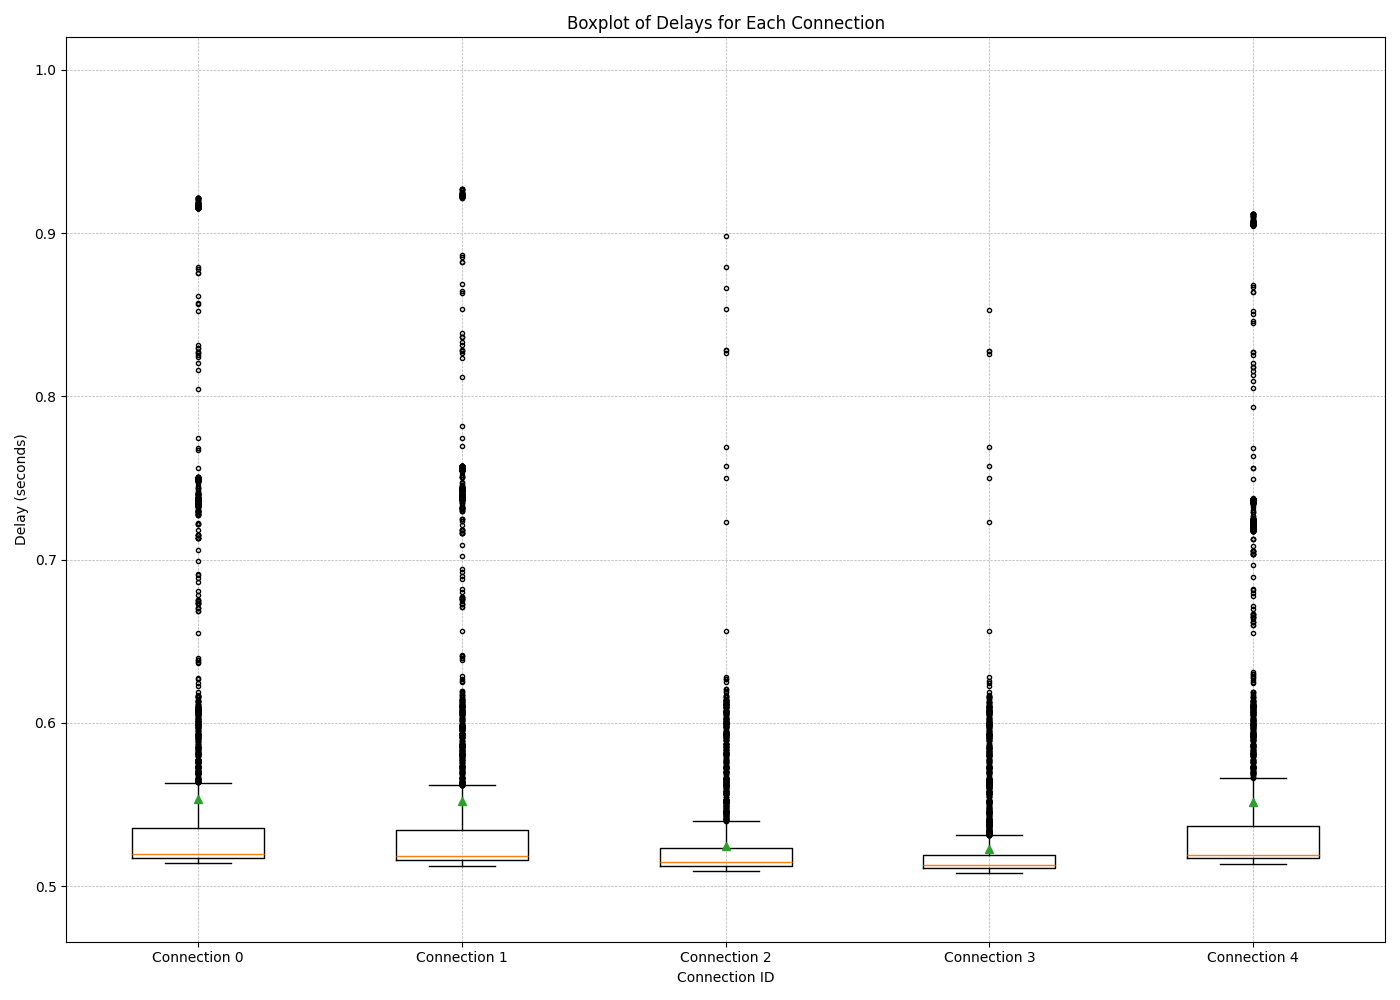 Boxplot of Delays for Each Connection
1.0
0.9
0.8
0.7
0.6
0.5
Delay (seconds)
Connection 0
Connection 1
Connection 2
Connection 3
Connection 4
Connection ID